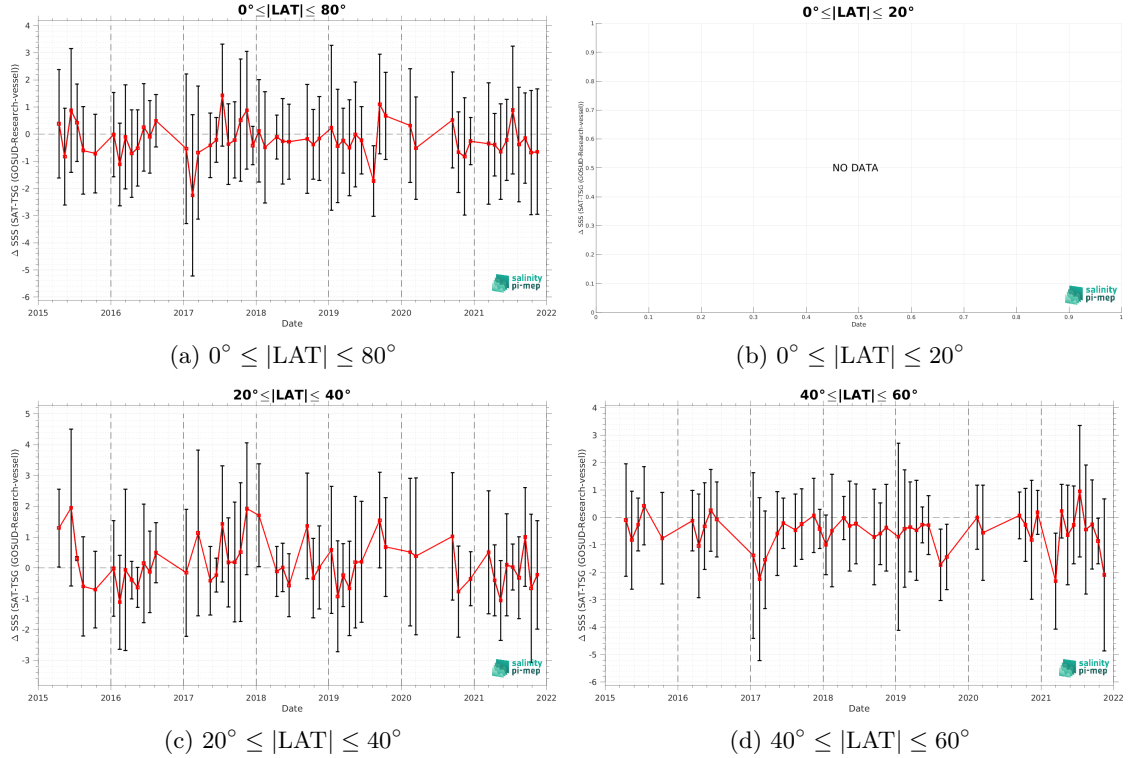 0°≤|LAT|≤ 80°
Δ SSS (SAT-TSG (GOSUD-Research-vessel))
4
3
2
1
0
-1
-2
-3
-4
-5
-6
2015 2016 2017 2018 2019 2020 2021 2022
Date
salinity
pi-mep
(a) 0° ≤ |LAT| ≤ 80°
0°≤|LAT|≤ 20°
Δ SSS (SAT-TSG (GOSUD-Research-vessel))
1
0.9
0.8
0.7
0.6
0.5
0.4
0.3
0.2
0.1
0
NO DATA
0 0.1 0.2 0.3 0.4 0.5 0.6 0.7 0.8 0.9 1
Date
salinity
pi-mep
(b) 0° ≤ |LAT| ≤ 20°
20°≤|LAT|≤ 40°
Δ SSS (SAT-TSG (GOSUD-Research-vessel))
5
4
3
2
1
0
-1
-2
-3
2015 2016 2017 2018 2019 2020 2021 2022
Date
salinity
pi-mep
(c) 20° ≤ |LAT| ≤ 40°
40°≤|LAT|≤ 60°
Δ SSS (SAT-TSG (GOSUD-Research-vessel))
4
3
2
1
0
-1
-2
-3
-4
-5
-6
2015 2016 2017 2018 2019 2020 2021 2022
Date
salinity
pi-mep
(d) 40° ≤ |LAT| ≤ 60°